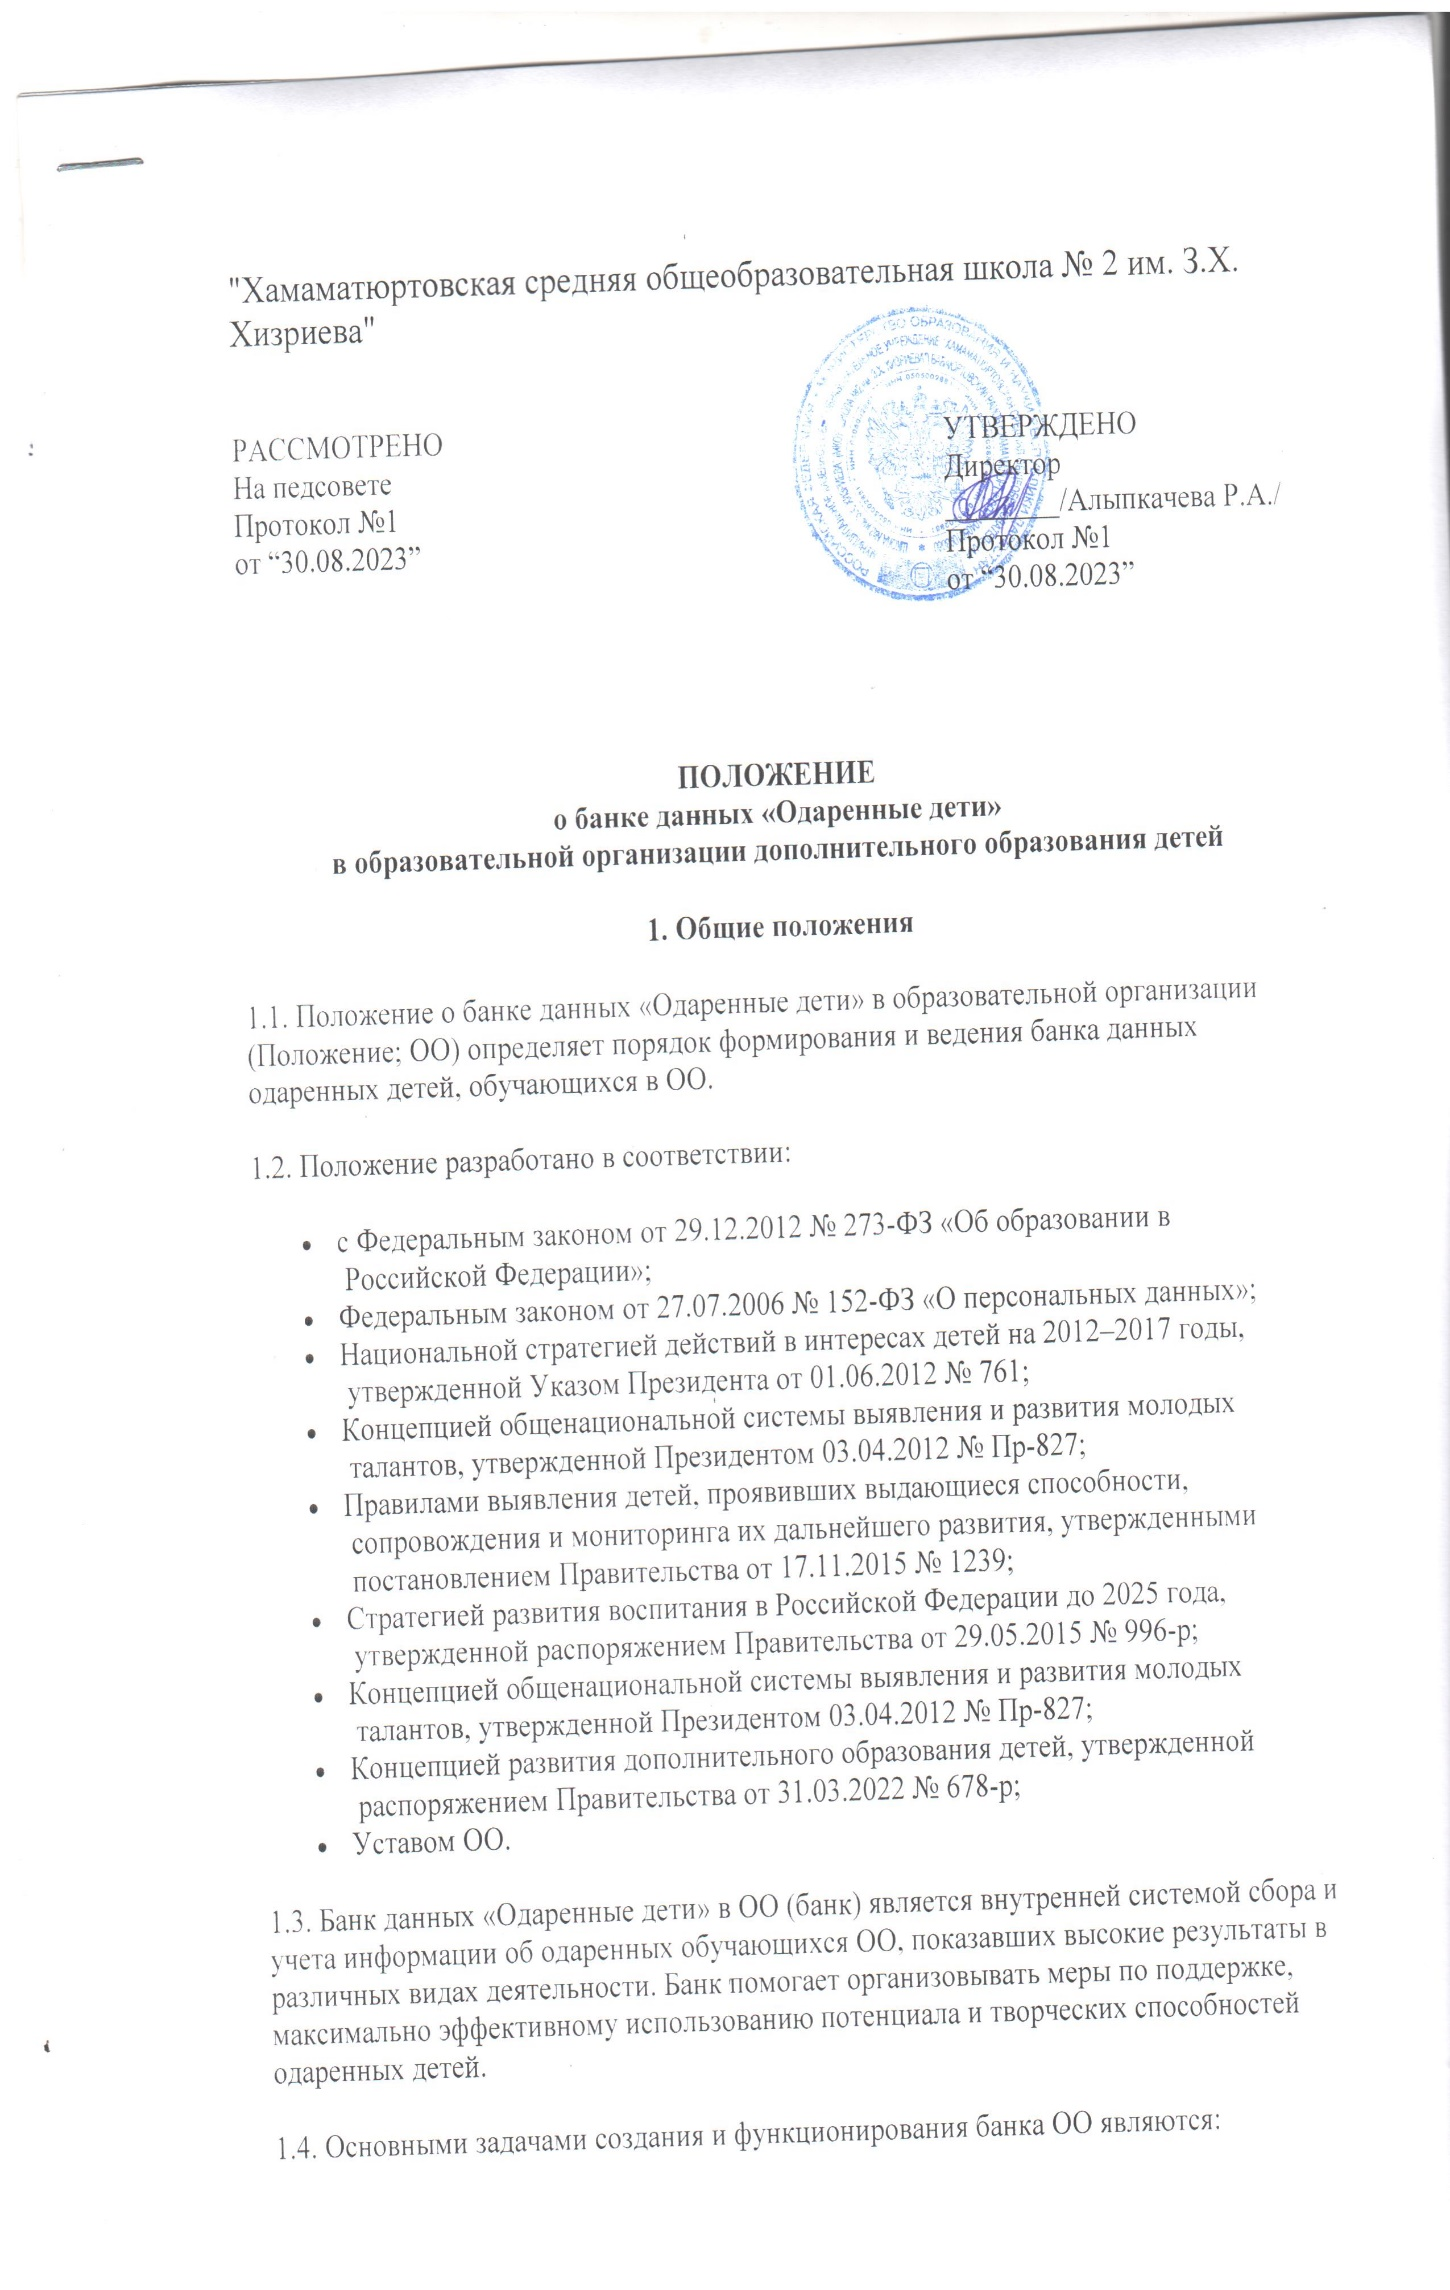 "Хамаматюртовская средняя общеобразовательная школа № 2 им. З.Х.
Хизриева"
РАССМОТРЕНО
На педсовете
Протокол №1
от “30.08.2023”
УТВЕРЖДЕНО
Директор
________/Алыпкачева Р.А./
Протокол №1
от “30.08.2023”
ПОЛОЖЕНИЕ
о банке данных «Одаренные дети»
в образовательной организации дополнительного образования детей
1. Общие положения
1.1. Положение о банке данных «Одаренные дети» в образовательной организации
(Положение; ОО) определяет порядок формирования и ведения банка данных
одаренных детей, обучающихся в ОО.
1.2. Положение разработано в соответствии:
• с Федеральным законом от 29.12.2012 № 273-ФЗ «Об образовании в
Российской Федерации»;
• Федеральным законом от 27.07.2006 № 152-ФЗ «О персональных данных»;
• Национальной стратегией действий в интересах детей на 2012–2017 годы,
утвержденной Указом Президента от 01.06.2012 № 761;
• Концепцией общенациональной системы выявления и развития молодых
талантов, утвержденной Президентом 03.04.2012 № Пр-827;
• Правилами выявления детей, проявивших выдающиеся способности,
сопровождения и мониторинга их дальнейшего развития, утвержденными
постановлением Правительства от 17.11.2015 № 1239;
• Стратегией развития воспитания в Российской Федерации до 2025 года,
утвержденной распоряжением Правительства от 29.05.2015 № 996-р;
• Концепцией общенациональной системы выявления и развития молодых
талантов, утвержденной Президентом 03.04.2012 № Пр-827;
• Концепцией развития дополнительного образования детей, утвержденной
распоряжением Правительства от 31.03.2022 № 678-р;
• Уставом ОО.
1.3. Банк данных «Одаренные дети» в ОО (банк) является внутренней системой сбора и
учета информации об одаренных обучающихся ОО, показавших высокие результаты в
различных видах деятельности. Банк помогает организовывать меры по поддержке,
максимально эффективному использованию потенциала и творческих способностей
одаренных детей.
1.4. Основными задачами создания и функционирования банка ОО являются: